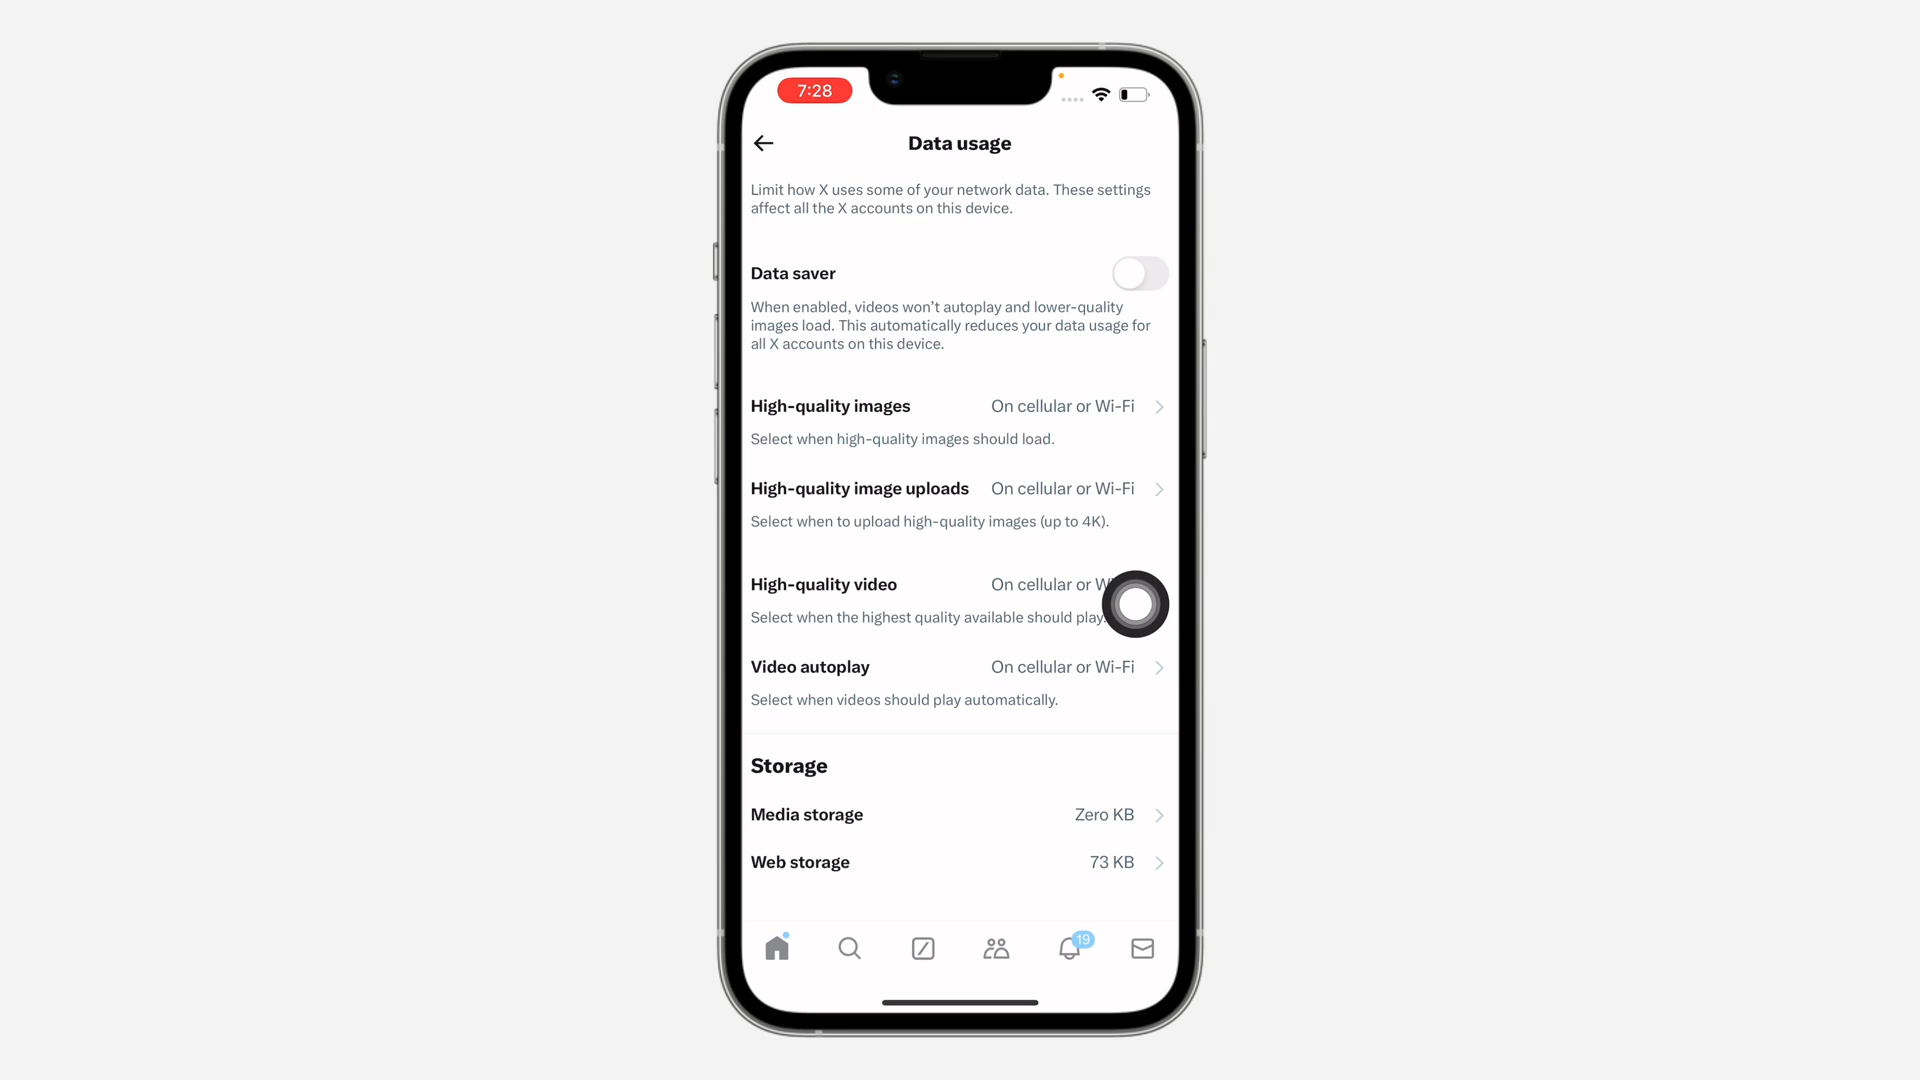 7:28
Data usage
Limit how X uses some of your network data. These settings
affect all the X accounts on this device.
Data saver
When enabled, videos won’t autoplay and lower-quality
images load. This automatically reduces your data usage for
all X accounts on this device.
High-quality images On cellular or Wi-Fi
Select when high-quality images should load.
High-quality image uploads On cellular or Wi-Fi
Select when to upload high-quality images (up to 4K).
High-quality video On cellular or
Select when the highest quality available should play.
Video autoplay On cellular or Wi-Fi
Select when videos should play automatically.
Storage
Media storage Zero KB
Web storage 73 KB
19